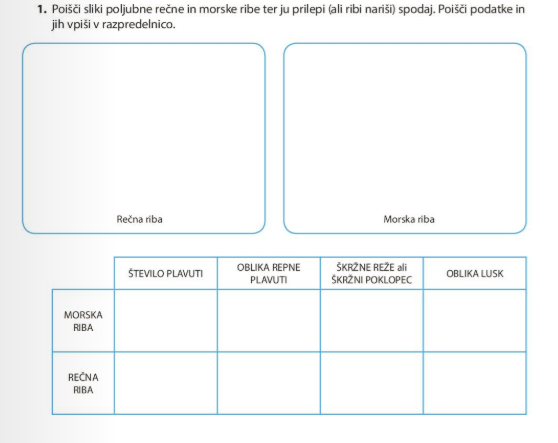 1. Poišči sliki poljubne rečne in morske ribe ter ju prilepi (ali ribi nariši) spodaj. Poišči podatke in
jih vpiši v razpredelnico.
Rečna riba
Morska riba
ŠTEVILO PLAVUTI
OBLIKA REPNE
PLAVUTI
ŠKRŽNE REŽE ali
ŠKRŽNI POKLOPEC
OBLIKA LUSK
MORSKA
RIBA
REČNA
RIBA